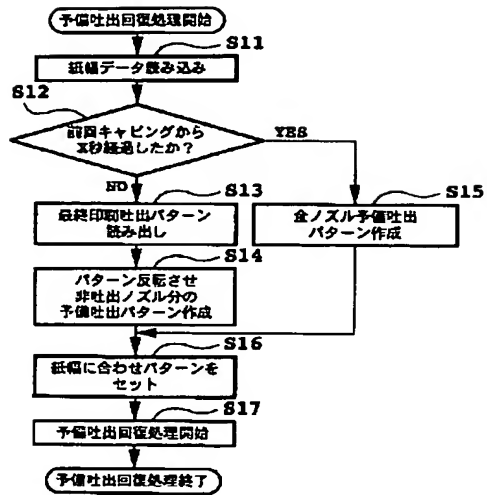 予備吐出回復処理開始
S11
紙幅データ読み込み
S12
前回キャピングから
X秒経過したか?
YES
NO
S13
最終印刷吐出パターン
読み出し
S15
全ノズル予備吐出
パターン作成
S14
パターン反転させ
非吐出ノズル分の
予備吐出パターン作成
S16
紙幅に合わせパターンを
セット
S17
予備吐出回復処理開始
予備吐出回復処理終了